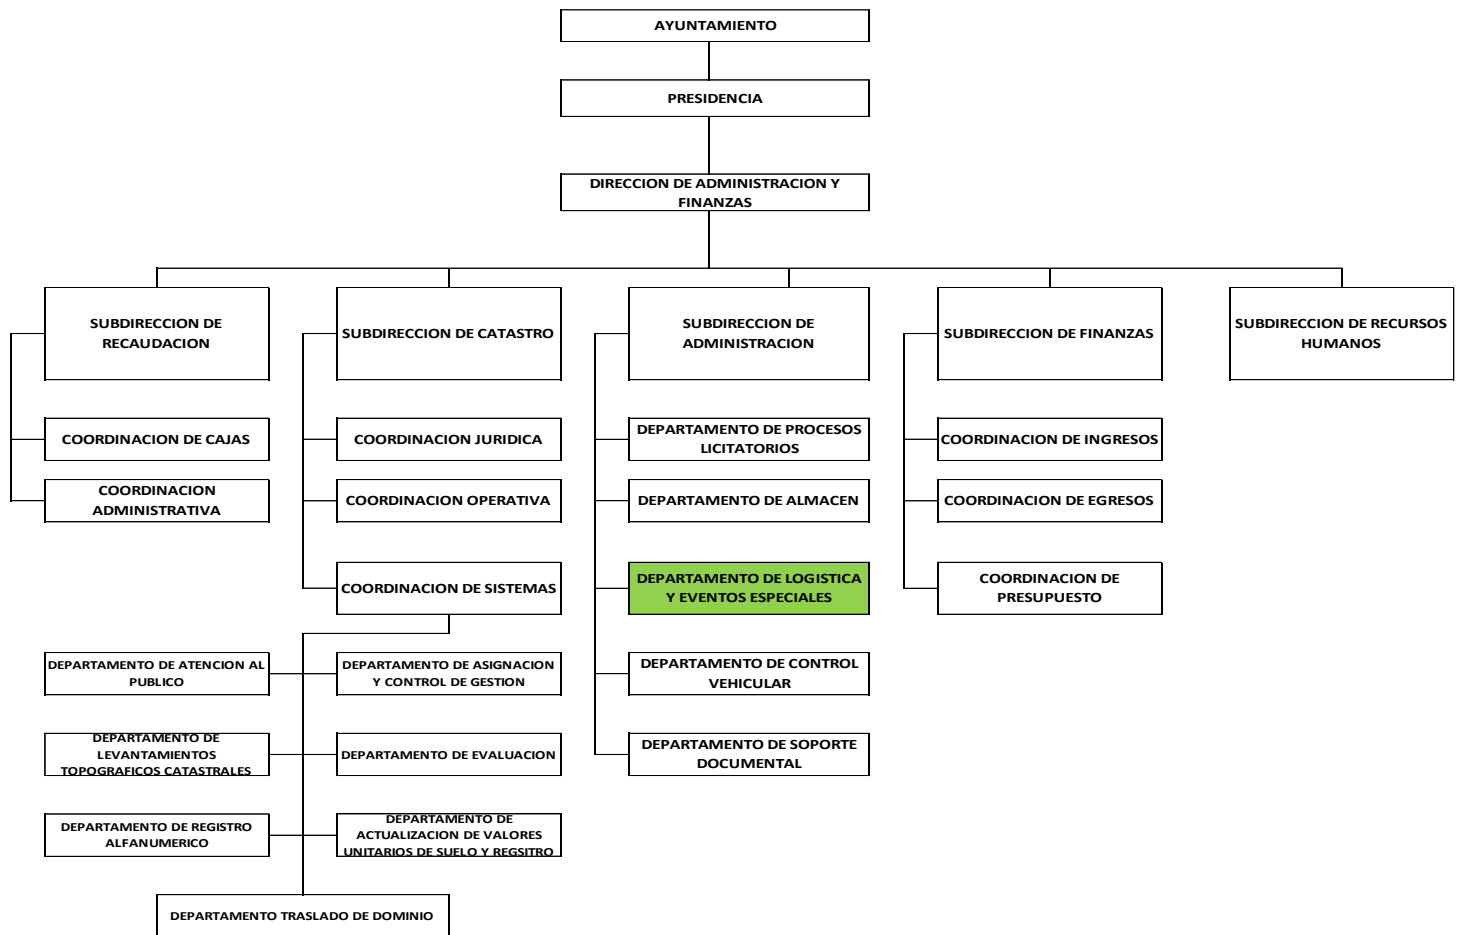 AYUNTAMIENTO
PRESIDENCIA
DIRECCION DE ADMINISTRACION Y
FINANZAS
SUBDIRECCION DE
RECAUDACION
SUBDIRECCION DE CATASTRO
SUBDIRECCION DE
ADMINISTRACION
SUBDIRECCION DE FINANZAS
SUBDIRECCION DE RECURSOS
HUMANOS
COORDINACION DE CAJAS
COORDINACION JURIDICA
DEPARTAMENTO DE PROCESOS
LICITATORIOS
COORDINACION DE INGRESOS
COORDINACION
ADMINISTRATIVA
COORDINACION OPERATIVA
DEPARTAMENTO DE ALMACEN
COORDINACION DE EGRESOS
COORDINACION DE SISTEMAS
DEPARTAMENTO DE LOGISTICA
Y EVENTOS ESPECIALES
COORDINACION DE
PRESUPUESTO
DEPARTAMENTO DE ATENCION AL
PUBLICO
DEPARTAMENTO DE ASIGNACION
Y CONTROL DE GESTION
DEPARTAMENTO DE CONTROL
VEHICULAR
DEPARTAMENTO DE
LEVANTAMIENTOS
TOPOGRAFICOS CATASTRALES
DEPARTAMENTO DE EVALUACION
DEPARTAMENTO DE SOPORTE
DOCUMENTAL
DEPARTAMENTO DE REGISTRO
ALFANUMERICO
DEPARTAMENTO DE
ACTUALIZACION DE VALORES
UNITARIOS DE SUELO Y REGSITRO
DEPARTAMENTO TRASLADO DE DOMINIO